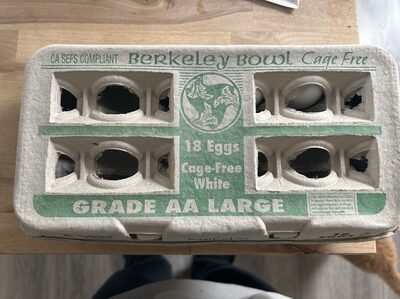 CA SEFS COMPLIANT BERKELEY BOWL Cage Free
18 Eggs
Cage-Free
White
GRADE AA LARGE